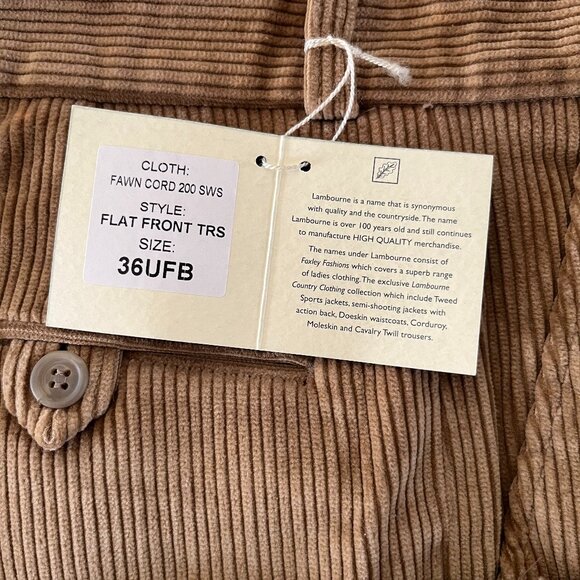 CLOTH:
FAWN CORD 200 SWS
STYLE:
FLAT FRONT TRS
SIZE:
36UFB
Lambourne is a name that is synonymous
with quality and the countryside. The name
Lambourne is over 100 years old and still continues
to manufacture HIGH QUALITY merchandise.
The names under Lambourne consist of
Foxley Fashions which covers a superb range
of ladies clothing. The exclusive Lambourne
Country Clothing collection which include Tweed
Sports jackets, semi-shooting jackets with
action back, Doeskin waistcoats, Corduroy,
Moleskin and Cavalry Twill trousers.